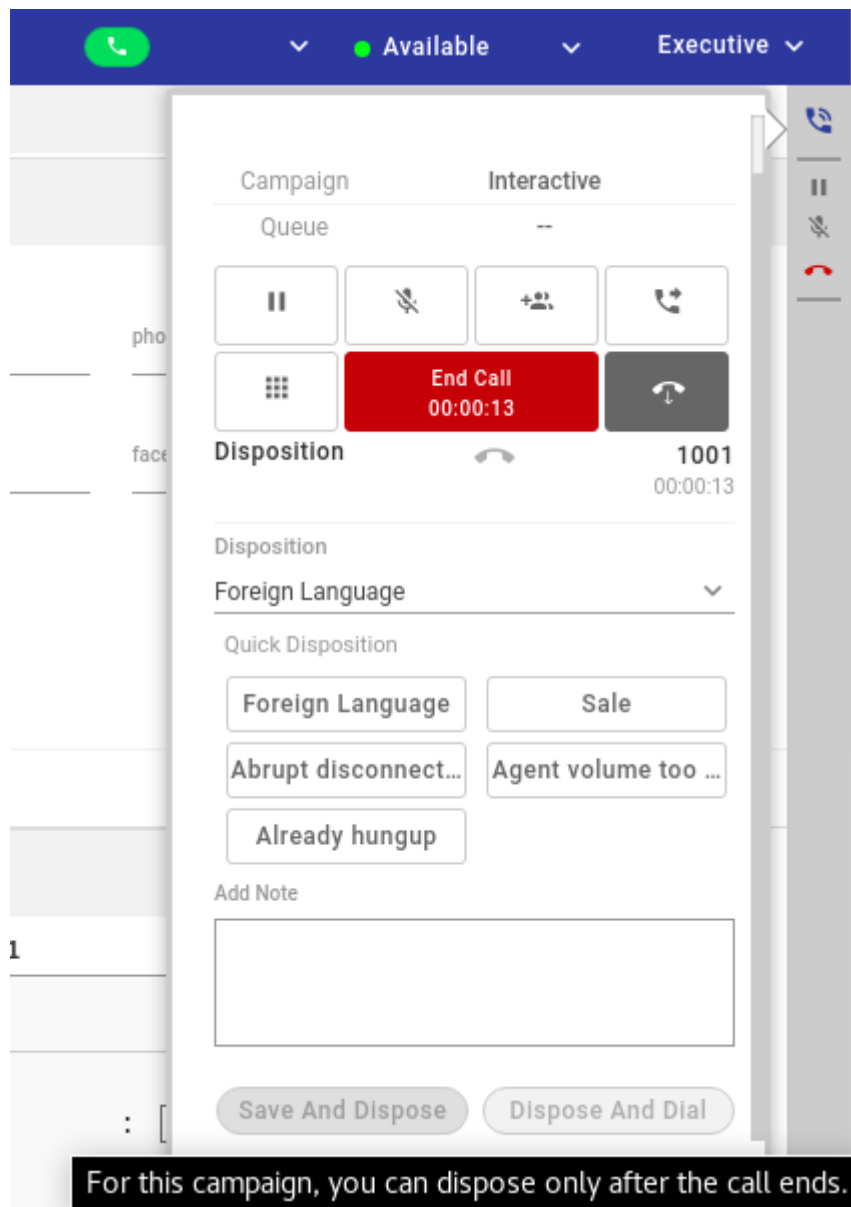 Available
Executive
Campaign Interactive
Queue --
pho
End Call
00:00:13
face
Disposition 1001
00:00:13
Disposition
Foreign Language
Quick Disposition
Foreign Language Sale
Abrupt disconnect... Agent volume too ...
Already hungup
Add Note
1
Save And Dispose Dispose And Dial
:
For this campaign, you can dispose only after the call ends.